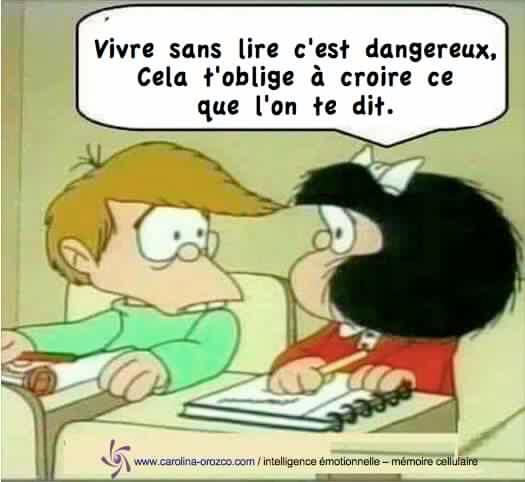 Vivre sans lire c'est dangereux,
Cela t'oblige à croire ce
que l'on te dit.
www.carolina-orozco.com / intelligence émotionnelle – mémoire cellulaire